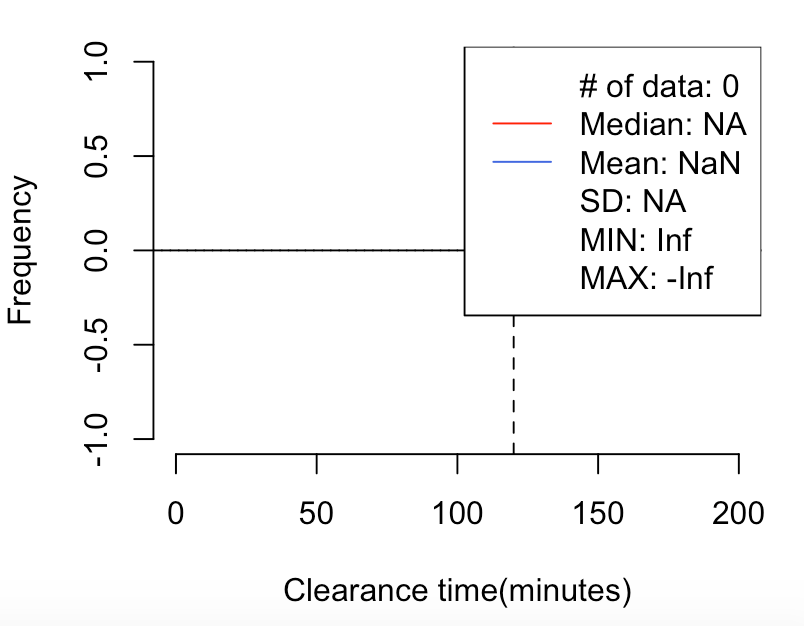 # of data: 0
Median: NA
Mean: NaN
SD: NA
MIN: Inf
MAX: -Inf
Frequency
1.0
0.5
0.0
-0.5
-1.0
0 50 100 150 200
Clearance time(minutes)